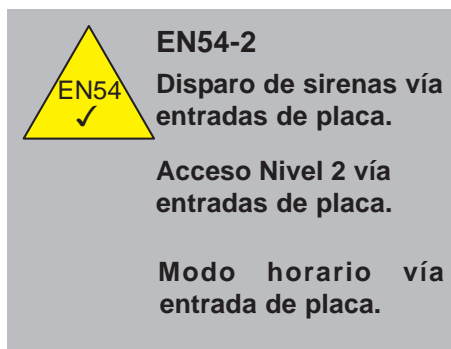 EN54-2
EN54
✓
Disparo de sirenas vía
entradas de placa.
Acceso Nivel 2 vía
entradas de placa.
Modo horario vía
entrada de placa.